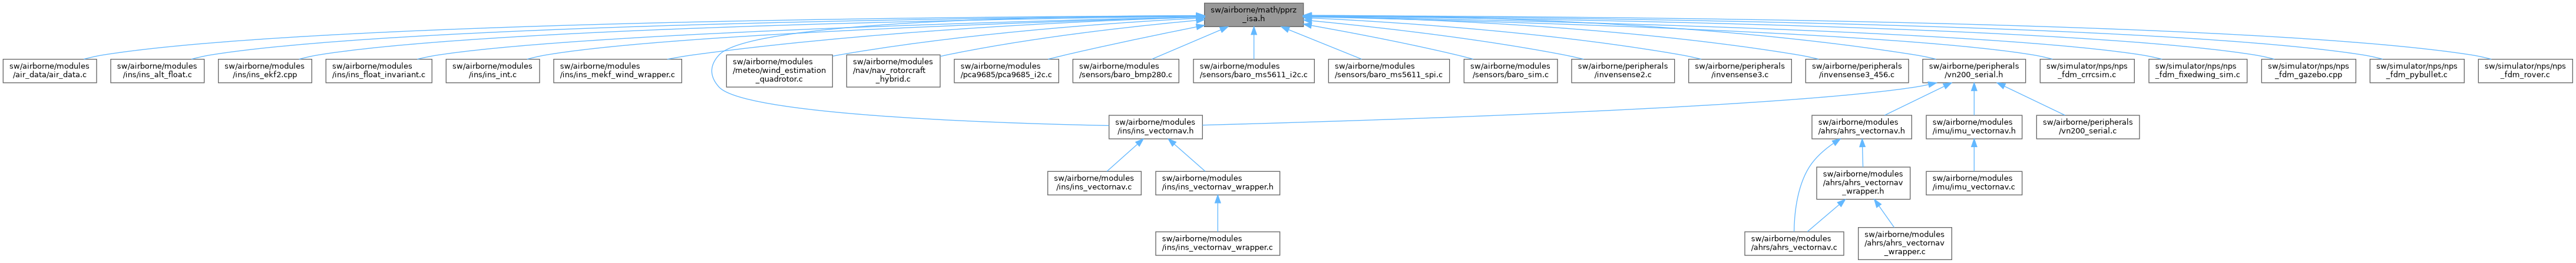 sw/airborne/math/pprz
_isa.h
sw/airborne/modules
/air_data/air_data.c
sw/airborne/modules
/ins/ins_alt_float.c
sw/airborne/modules
/ins/ins_ekf2.cpp
sw/airborne/modules
/ins/ins_float_invariant.c
sw/airborne/modules
/ins/ins_int.c
sw/airborne/modules
/ins/ins_mekf_wind_wrapper.c
sw/airborne/modules
/meteo/wind_estimation
_quadrotor.c
sw/airborne/modules
/nav/nav_rotorcraft
_hybrid.c
sw/airborne/modules
/pca9685/pca9685_i2c.c
sw/airborne/modules
/sensors/baro_bmp280.c
sw/airborne/modules
/sensors/baro_ms5611_i2c.c
sw/airborne/modules
/sensors/baro_ms5611_spi.c
sw/airborne/modules
/sensors/baro_sim.c
sw/airborne/peripherals
/invensense2.c
sw/airborne/peripherals
/invensense3.c
sw/airborne/peripherals
/invensense3_456.c
sw/airborne/peripherals
/vn200_serial.h
sw/simulator/nps/nps
_fdm_crrcsim.c
sw/simulator/nps/nps
_fdm_fixedwing_sim.c
sw/simulator/nps/nps
_fdm_gazebo.cpp
sw/simulator/nps/nps
_fdm_pybullet.c
sw/simulator/nps/nps
_fdm_rover.c
sw/airborne/modules
/ins/ins_vectornav.h
sw/airborne/modules
/ahrs/ahrs_vectornav.h
sw/airborne/modules
/imu/imu_vectornav.h
sw/airborne/peripherals
/vn200_serial.c
sw/airborne/modules
/ins/ins_vectornav.c
sw/airborne/modules
/ins/ins_vectornav_wrapper.h
sw/airborne/modules
/ahrs/ahrs_vectornav
_wrapper.h
sw/airborne/modules
/imu/imu_vectornav.c
sw/airborne/modules
/ins/ins_vectornav_wrapper.c
sw/airborne/modules
/ahrs/ahrs_vectornav.c
sw/airborne/modules
/ahrs/ahrs_vectornav
_wrapper.c